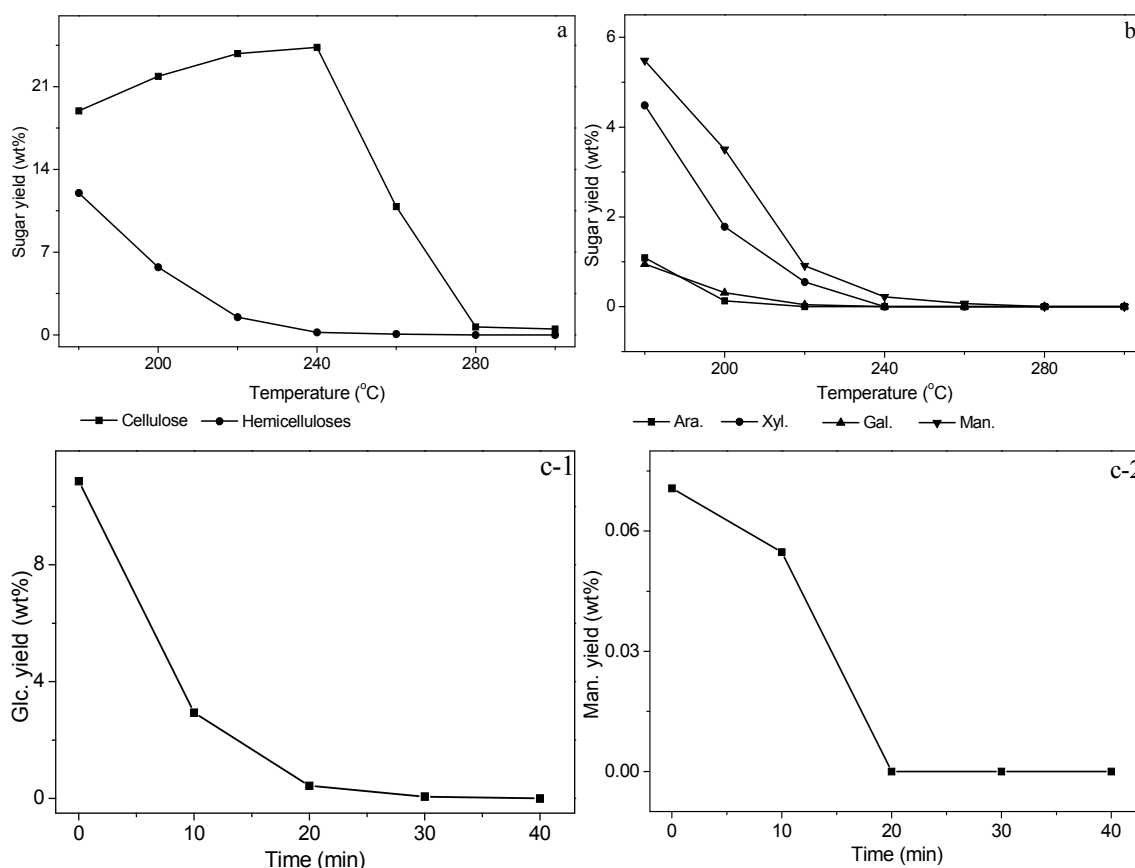 a
21
14
7
0
Sugar yield (wt%)
200
240
280
Temperature (°C)
Cellulose
Hemicelluloses
b
6
4
2
0
Sugar yield (wt%)
200
240
280
Temperature (°C)
Ara.
Xyl.
Gal.
Man.
c-1
8
4
0
Glc. yield (wt%)
0
10
20
30
40
Time (min)
c-2
0.06
0.03
0.00
Man. yield (wt%)
0
10
20
30
40
Time (min)